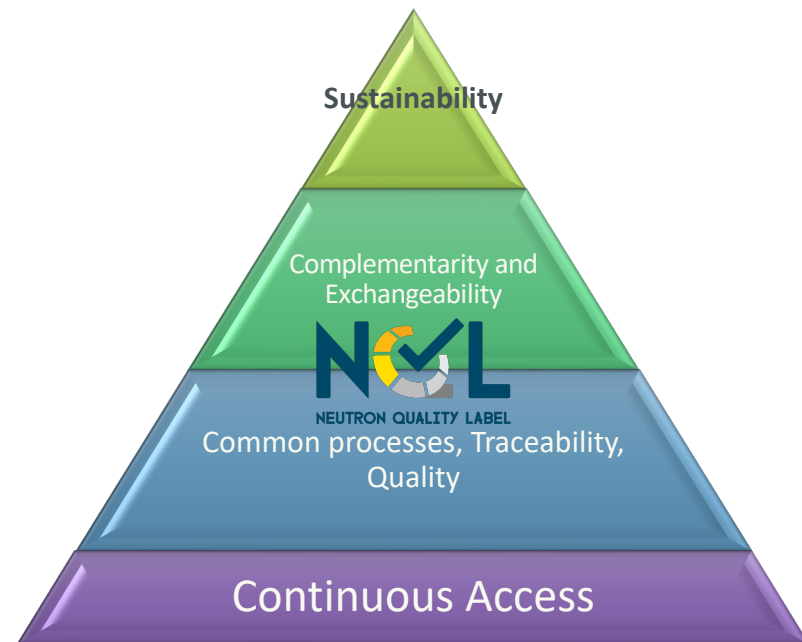 Sustainability
Complementarity and
Exchangeability
NQL
NEUTRON QUALITY LABEL
Common processes, Traceability,
Quality
Continuous Access